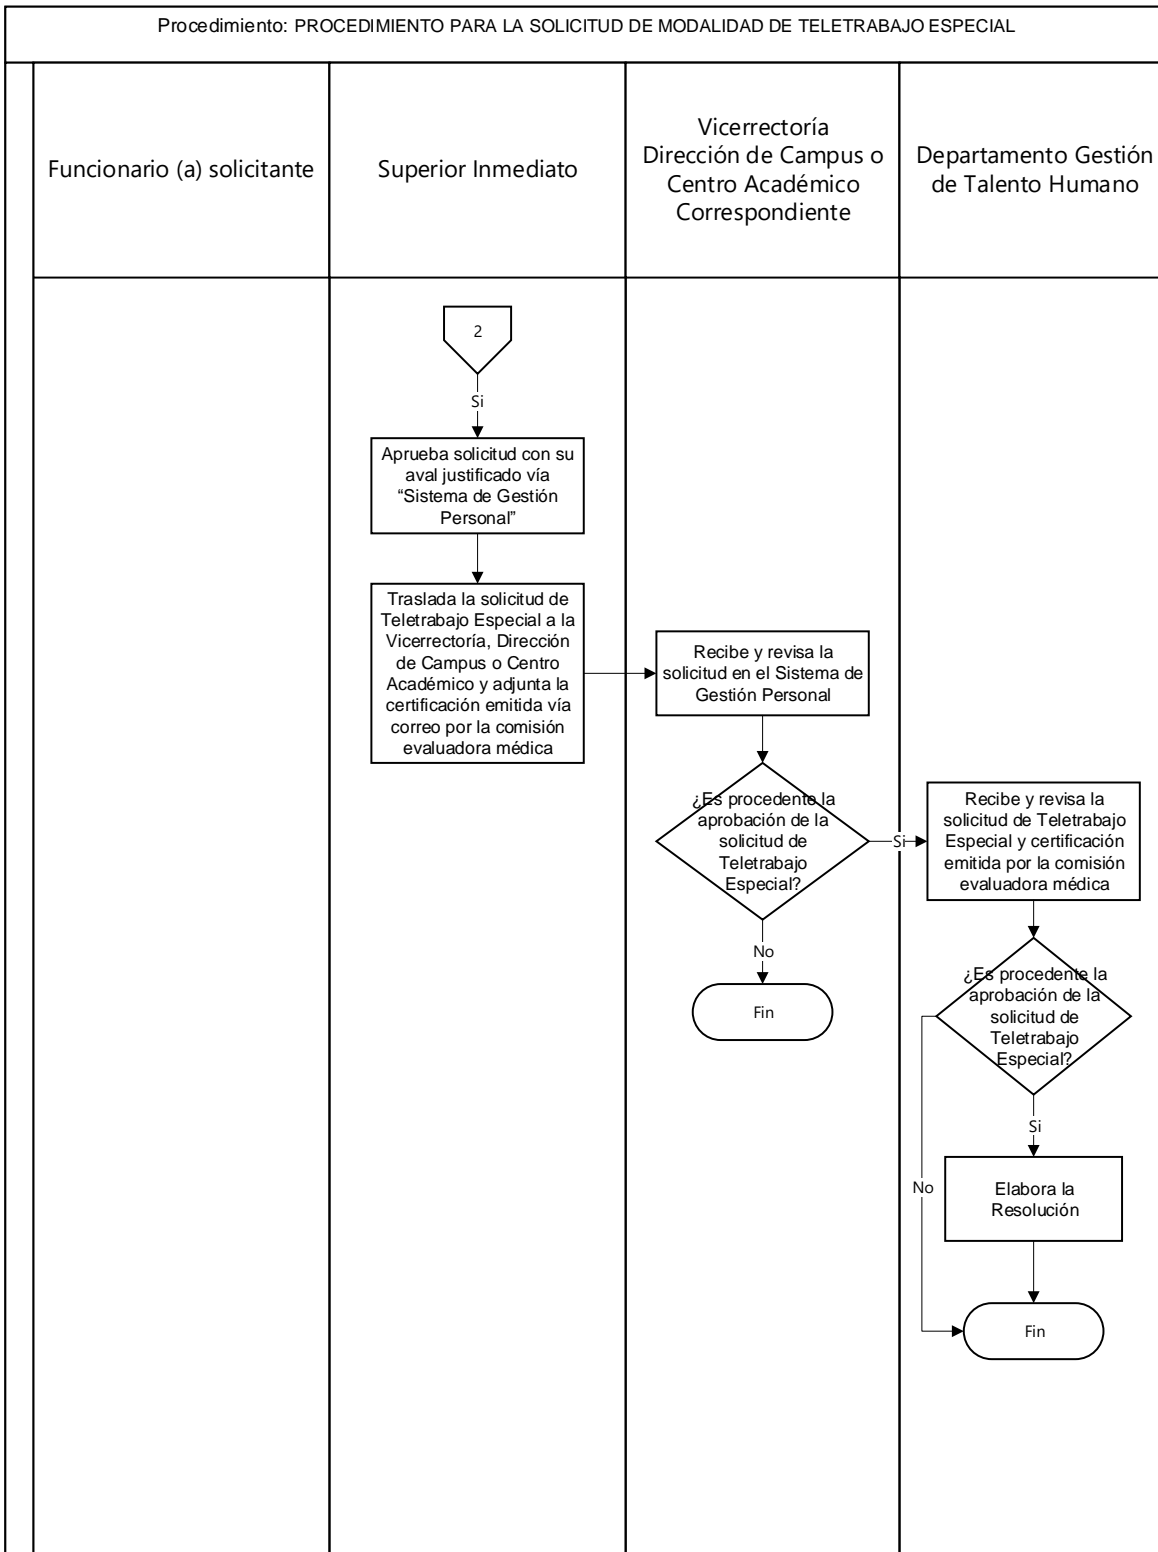 Procedimiento: PROCEDIMIENTO PARA LA SOLICITUD DE MODALIDAD DE TELETRABAJO ESPECIAL
Funcionario (a) solicitante
Superior Inmediato
Vicerrectoría
Dirección de Campus o
Centro Académico
Correspondiente
Departamento Gestión
de Talento Humano
2
Si
Aprueba solicitud con su
aval justificado vía
“Sistema de Gestión
Personal”
Traslada la solicitud de
Teletrabajo Especial a la
Vicerrectoría, Dirección
de Campus o Centro
Académico y adjunta la
certificación emitida vía
correo por la comisión
evaluadora médica
Recibe y revisa la
solicitud en el Sistema de
Gestión Personal
¿Es procedente la
aprobación de la
solicitud de
Teletrabajo
Especial?
Si
No
Fin
Recibe y revisa la
solicitud de Teletrabajo
Especial y certificación
emitida por la comisión
evaluadora médica
¿Es procedente la
aprobación de la
solicitud de
Teletrabajo
Especial?
Si
No
Elabora la
Resolución
Fin